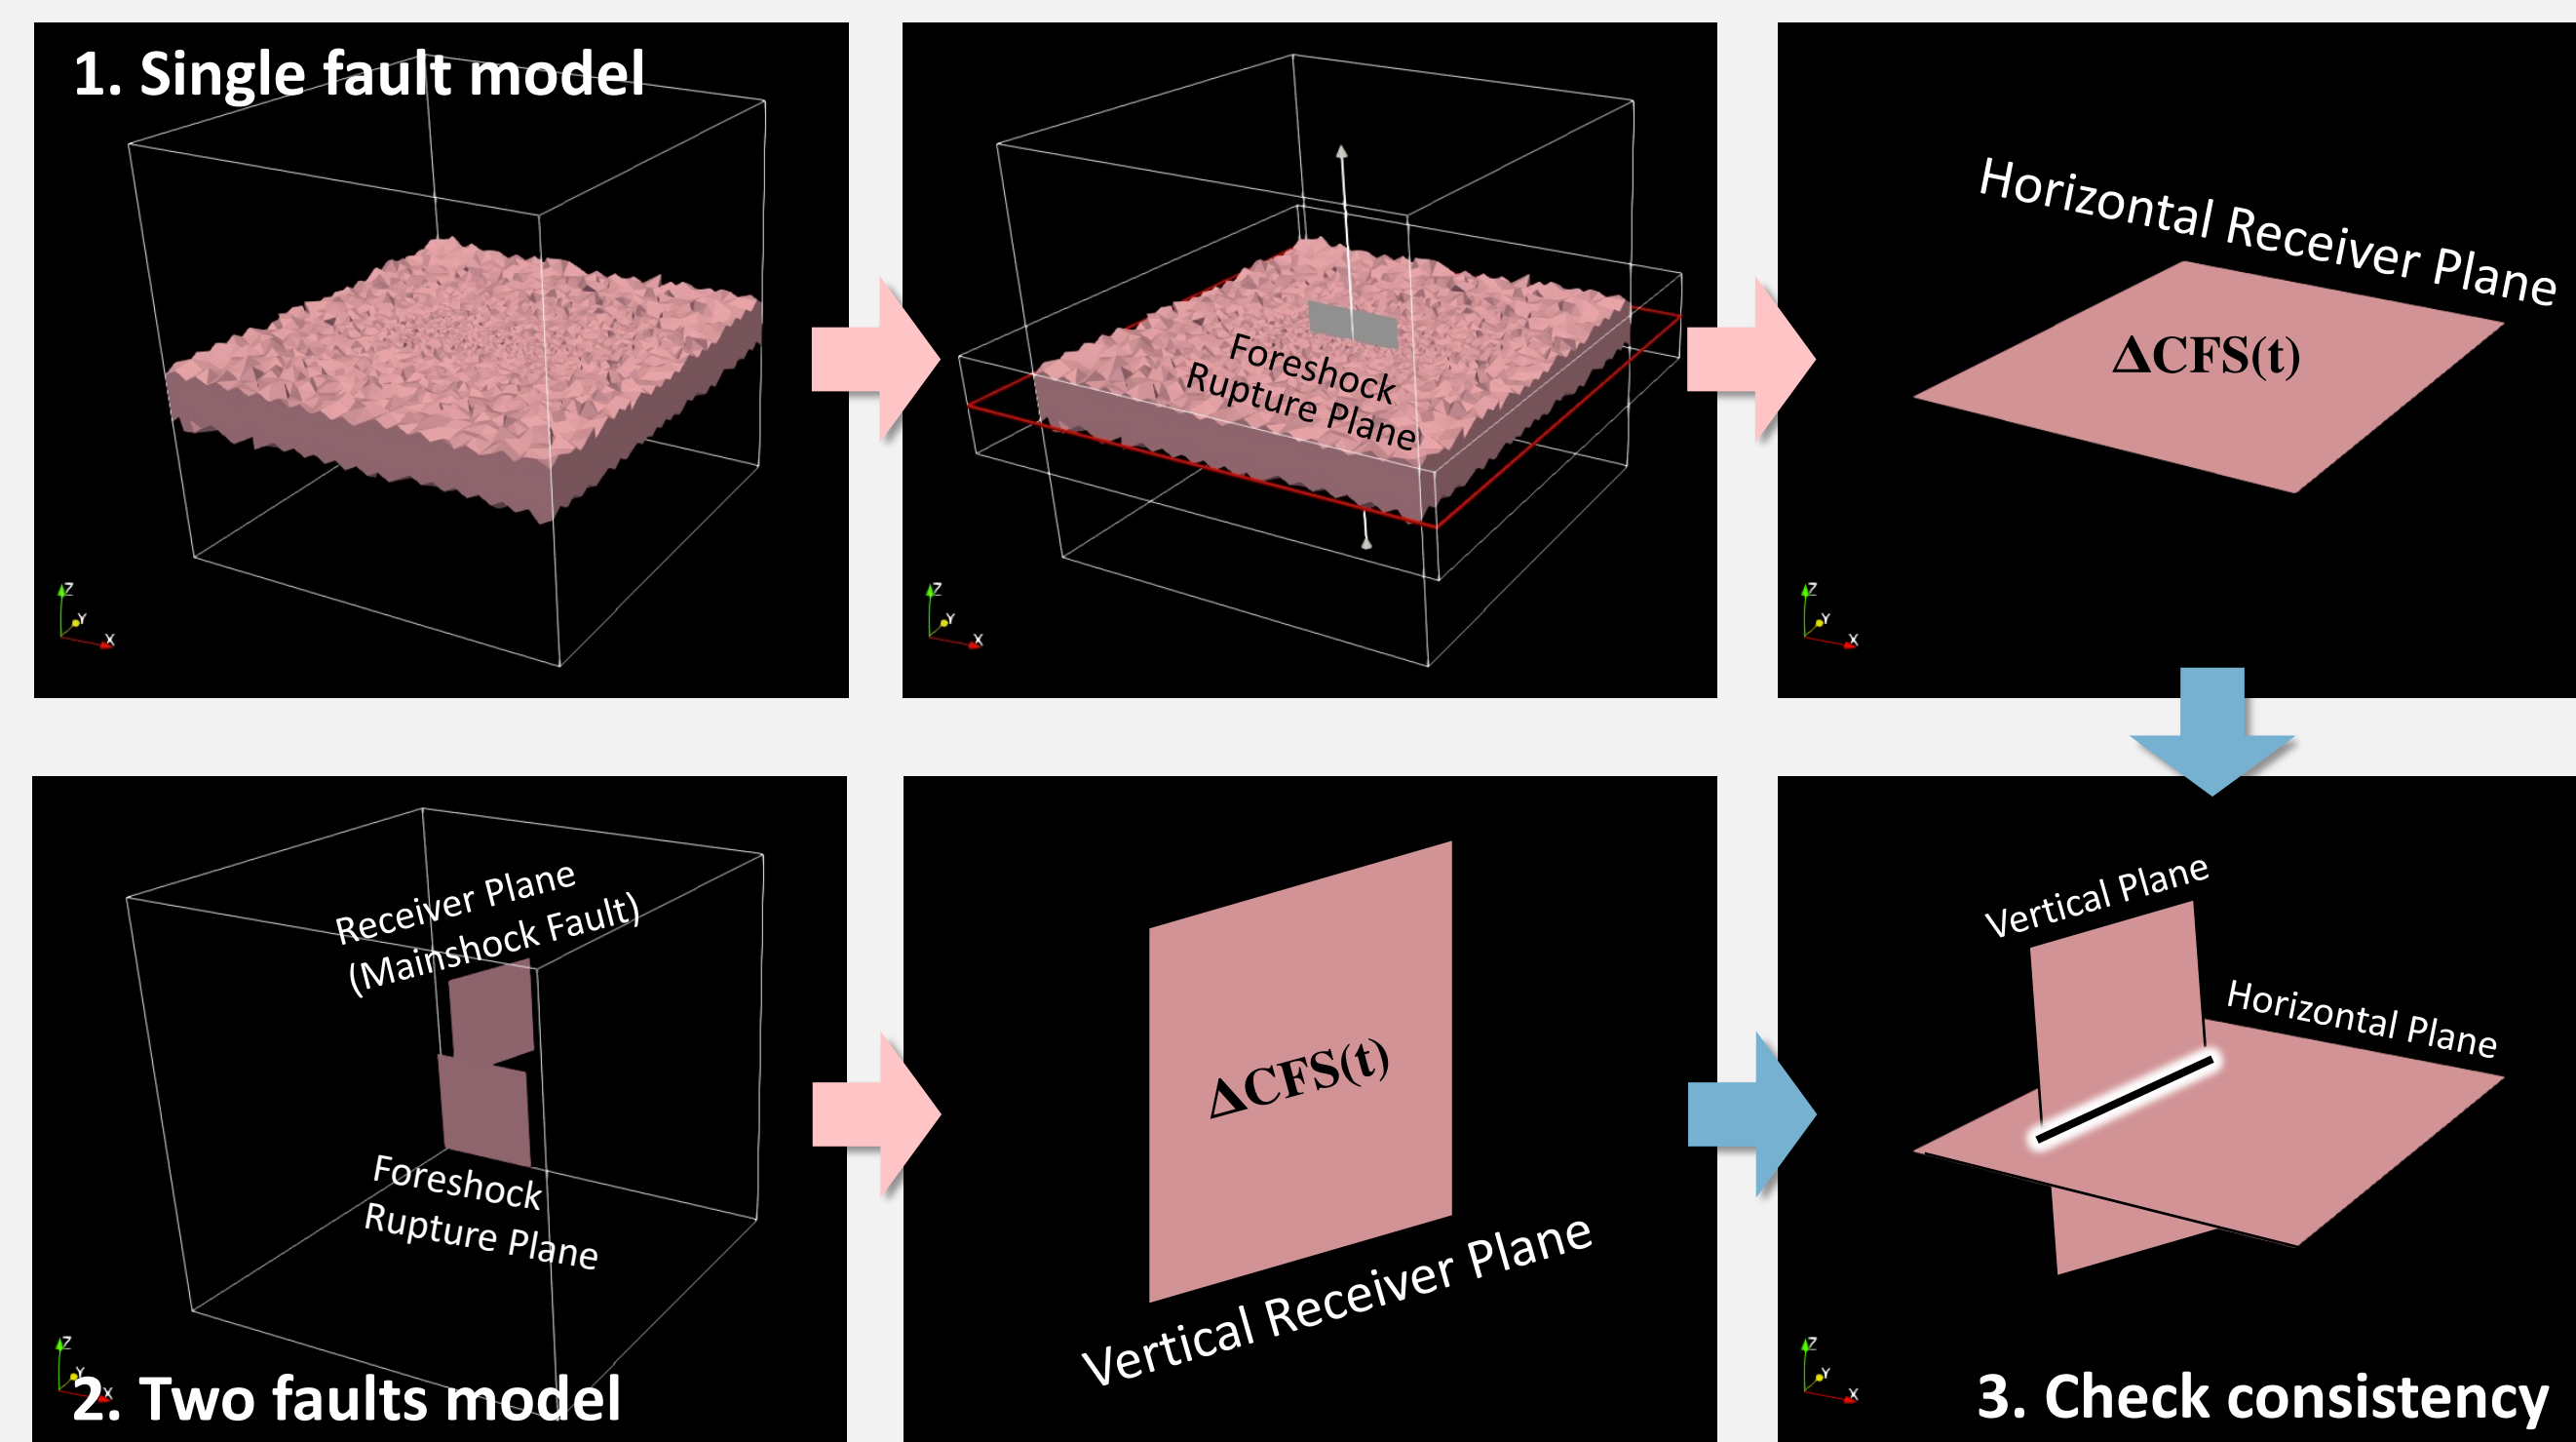 1. Single fault model
Z
Y
X
Foreshock
Rupture Plane
Z
Y
X
Horizontal Receiver Plane
ΔCFS(t)
Z
Y
X
Receiver Plane
(Mainshock Fault)
Foreshock
Rupture Plane
Z
Y
X
2. Two faults model
ΔCFS(t)
Vertical Receiver Plane
Vertical Plane
Horizontal Plane
Z
Y
X
3. Check consistency